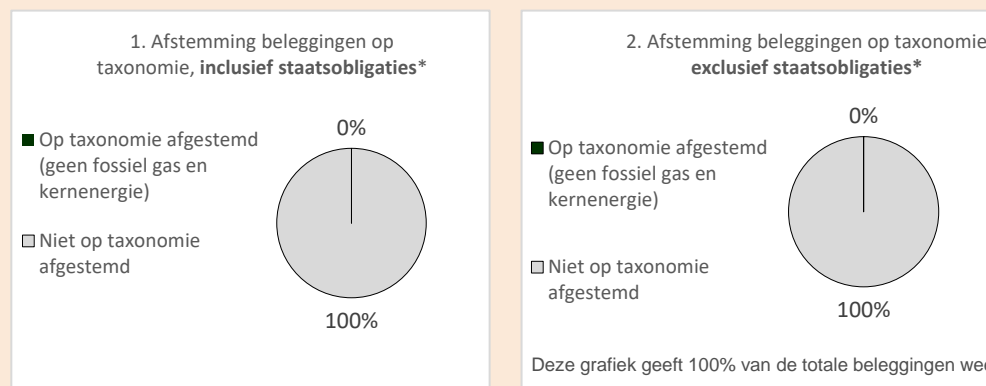 1. Afstemming beleggingen op
taxonomie, inclusief staatsobligaties*
Op taxonomie afgestemd
(geen fossiel gas en
kernenergie)
Niet op taxonomie
afgestemd
0%
100%
2. Afstemming beleggingen op taxonomie
exclusief staatsobligaties*
Op taxonomie afgestemd
(geen fossiel gas en
kernenergie)
Niet op taxonomie
afgestemd
0%
100%
Deze grafiek geeft 100% van de totale beleggingen